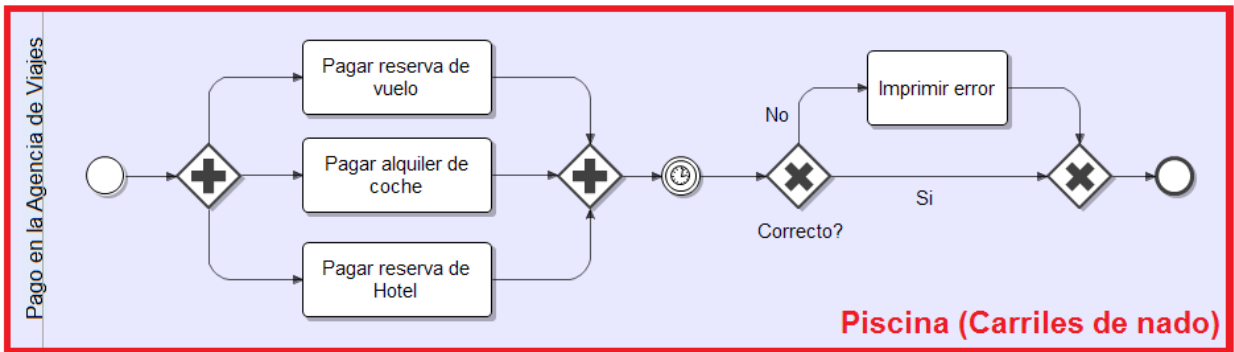 Pago en la Agencia de Viajes
Pagar reserva de
vuelo
Pagar alquiler de
coche
Pagar reserva de
Hotel
No
Correcto?
Imprimir error
Si
Piscina (Carriles de nado)